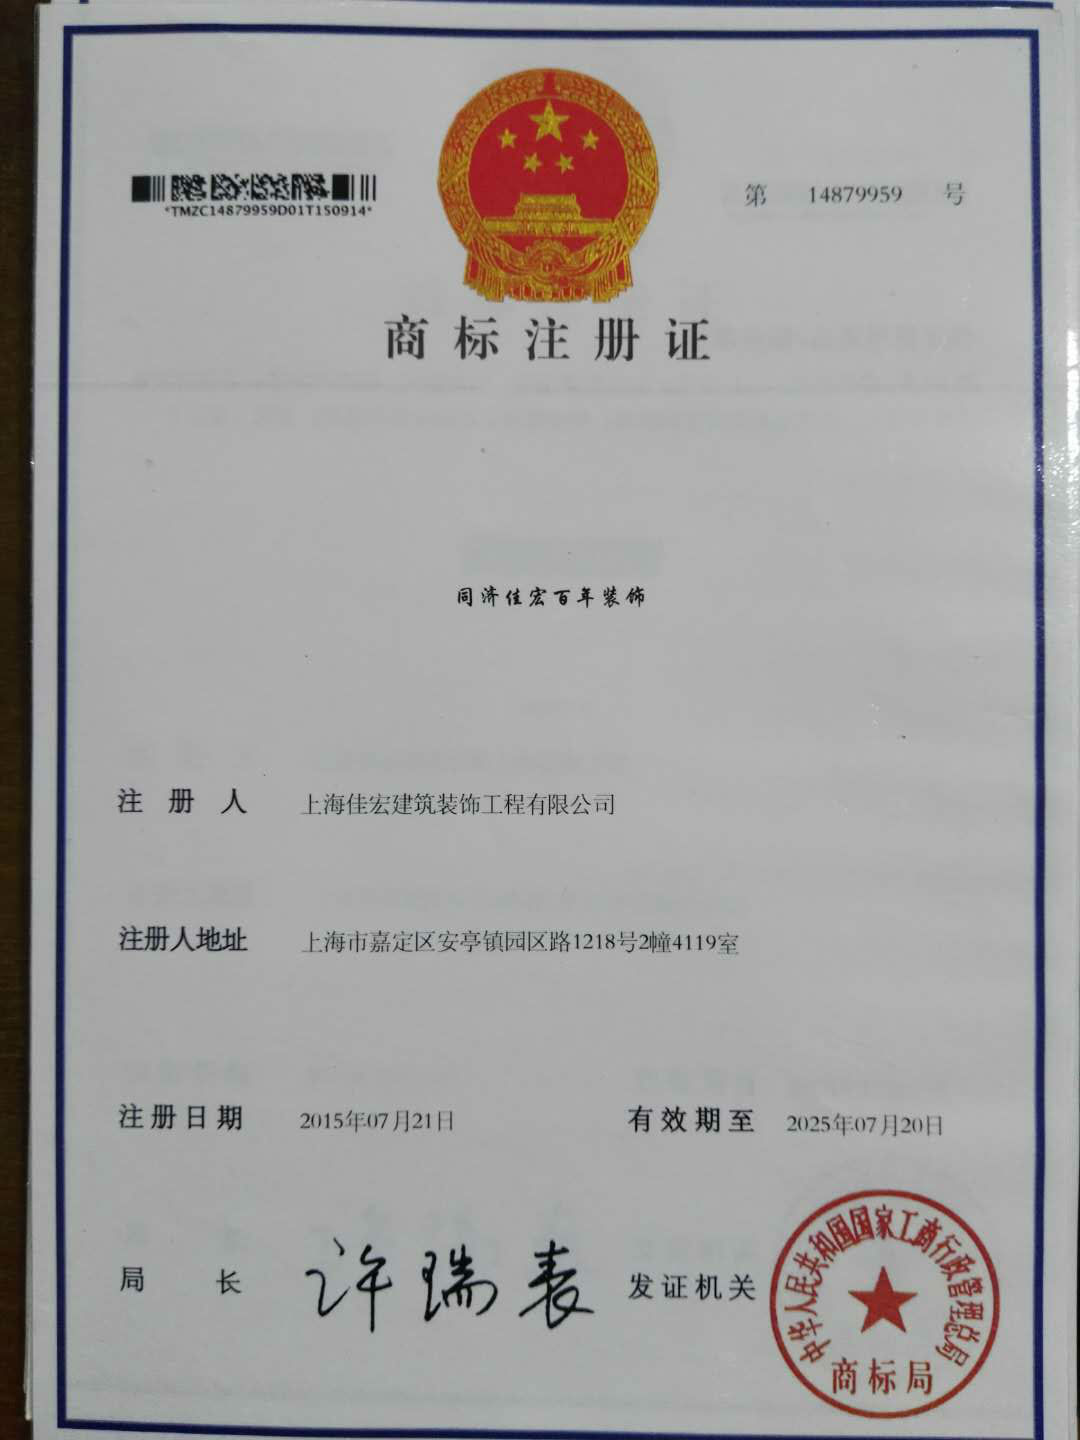 *TMZC14879959D01T150914*
第 14879959 号
商标注册证
同济佳宏百年装饰
注册人 上海佳宏建筑装饰工程有限公司
注册人地址 上海市嘉定区安亭镇园区路1218号2幢4119室
注册日期 2015年07月21日 有效期至 2025年07月20日
局长 许瑞表 发证机关
中华人民共和国国家工商行政管理总局
商标局